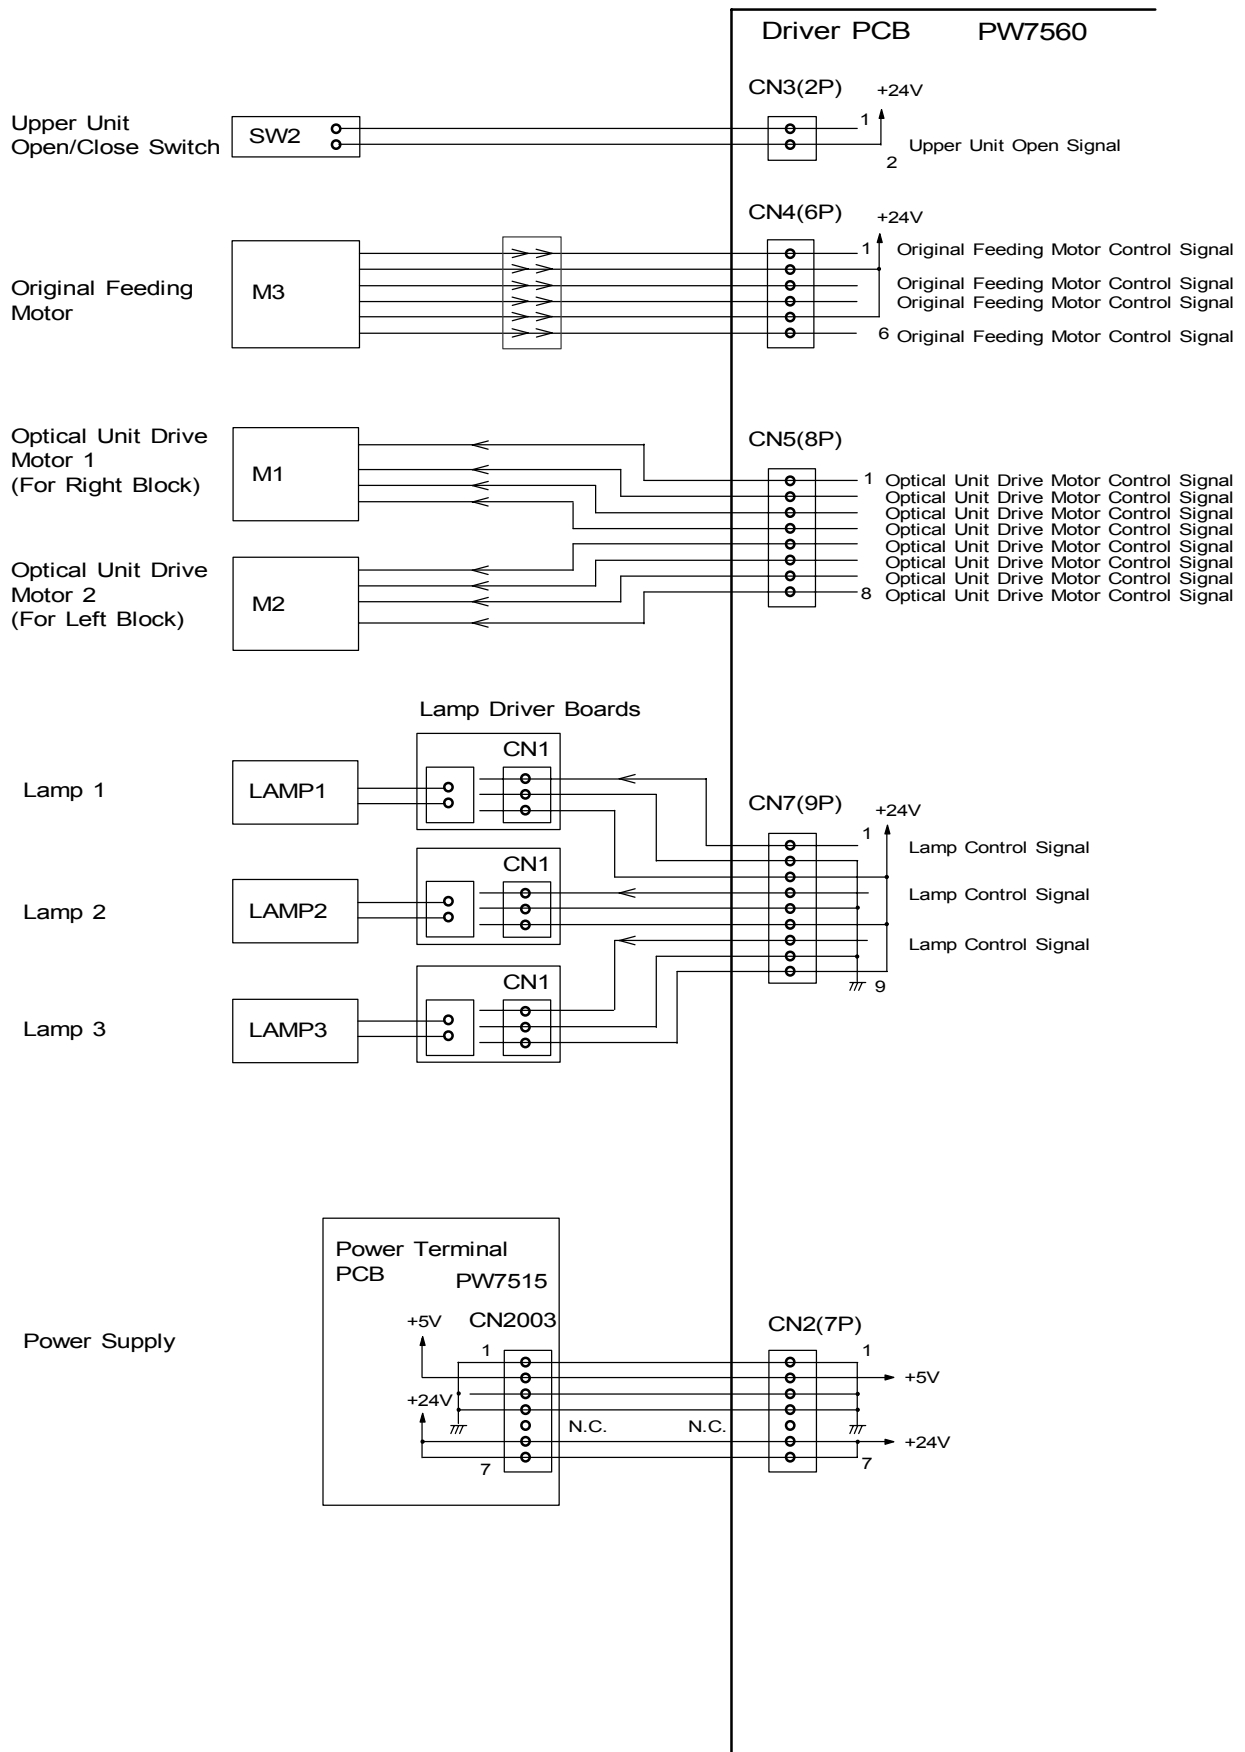 Driver PCB PW7560
CN3(2P)
+24V
Upper Unit
Open/Close Switch
SW2
1
2
Upper Unit Open Signal
CN4(6P)
+24V
Original Feeding
Motor
M3
1
Original Feeding Motor Control Signal
Original Feeding Motor Control Signal
Original Feeding Motor Control Signal
6
Original Feeding Motor Control Signal
Optical Unit Drive
Motor 1
(For Right Block)
M1
CN5(8P)
1
Optical Unit Drive Motor Control Signal
Optical Unit Drive Motor Control Signal
Optical Unit Drive Motor Control Signal
Optical Unit Drive Motor Control Signal
Optical Unit Drive Motor Control Signal
Optical Unit Drive Motor Control Signal
Optical Unit Drive Motor Control Signal
8
Optical Unit Drive Motor Control Signal
Optical Unit Drive
Motor 2
(For Left Block)
M2
Lamp Driver Boards
CN1
Lamp 1
LAMP1
CN7(9P)
+24V
1
Lamp Control Signal
CN1
Lamp 2
LAMP2
Lamp Control Signal
Lamp Control Signal
9
CN1
Lamp 3
LAMP3
Power Terminal
PCB
PW7515
Power Supply
+5V
CN2003
CN2(7P)
1
1
+5V
+24V
N.C.
N.C.
+24V
7
7